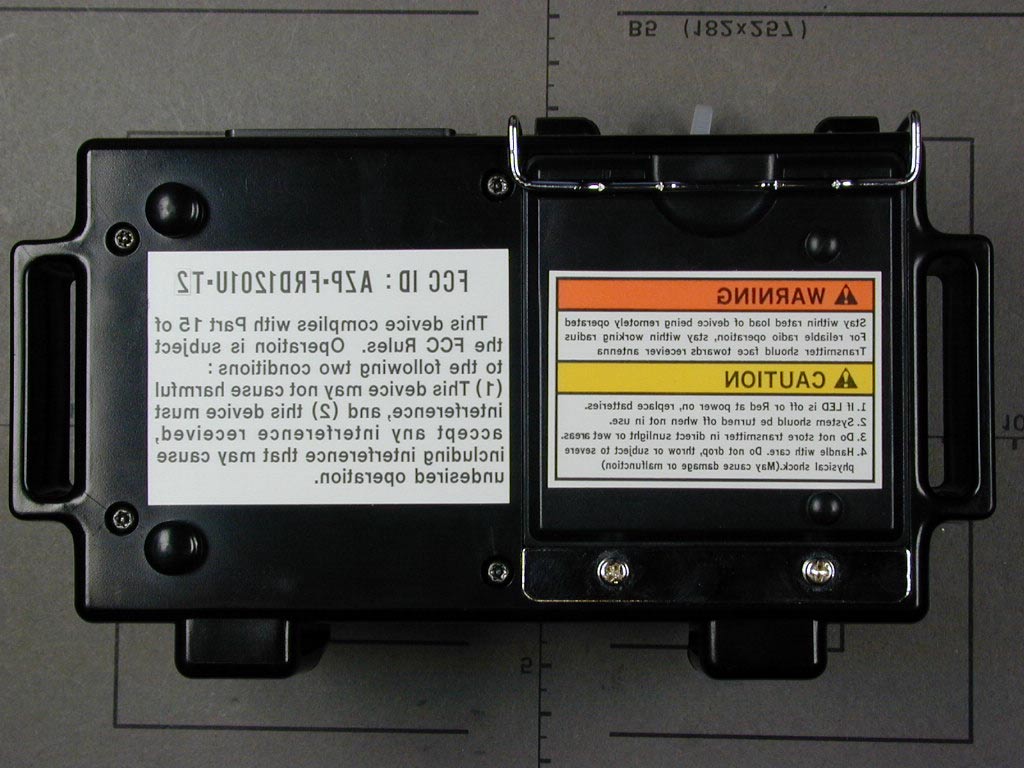 B5 (182x257)
FCC ID : AZP-FRD1201U-T2
This device complies with Part 15 of
the FCC Rules. Operation is subject
to the following two conditions :
(1) This device may not cause harmful
interference, and (2) this device must
accept any interference received,
including interference that may cause
undesired operation.
WARNING
Stay within rated load of device being remotely operated
For reliable radio operation, stay within working radius
Transmitter should face towards receiver antenna
CAUTION
1. If LED is off or Red at power on, replace batteries.
2. System should be turned off when not in use.
3. Do not store transmitter in direct sunlight or wet areas.
4. Handle with care. Do not drop, throw or subject to severe
physical shock.(May cause damage or malfunction)
10
5